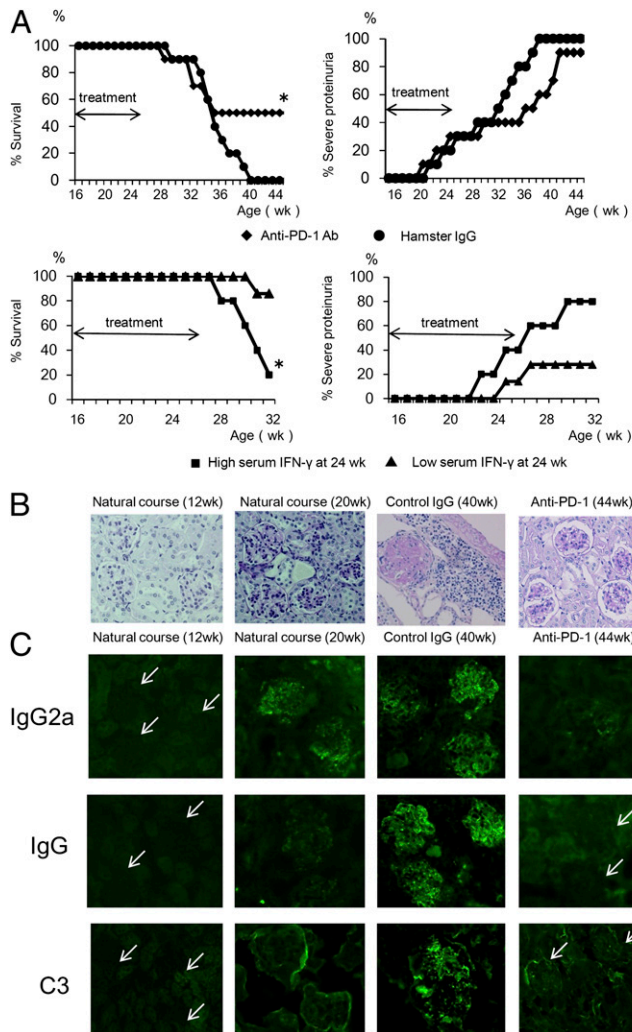 A
%
%
100
80
60
40
20
0
% Survival
treatment
*
16 20 24 28 32 36 40 44
Age ( wk )
100
80
60
40
20
0
% Severe proteinuria
treatment
16 20 24 28 32 36 40 44
Age ( wk )
Anti-PD-1 Ab Hamster IgG
%
%
100
80
60
40
20
0
% Survival
treatment
*
16 20 24 28 32
Age ( wk )
100
80
60
40
20
0
% Severe proteinuria
treatment
16 20 24 28 32
Age ( wk )
High serum IFN-γ at 24 wk Low serum IFN-γ at 24 wk
B
Natural course (12wk) Natural course (20wk) Control IgG (40wk) Anti-PD-1 (44wk)
C
Natural course (12wk) Natural course (20wk) Control IgG (40wk) Anti-PD-1 (44wk)
IgG2a
IgG
C3